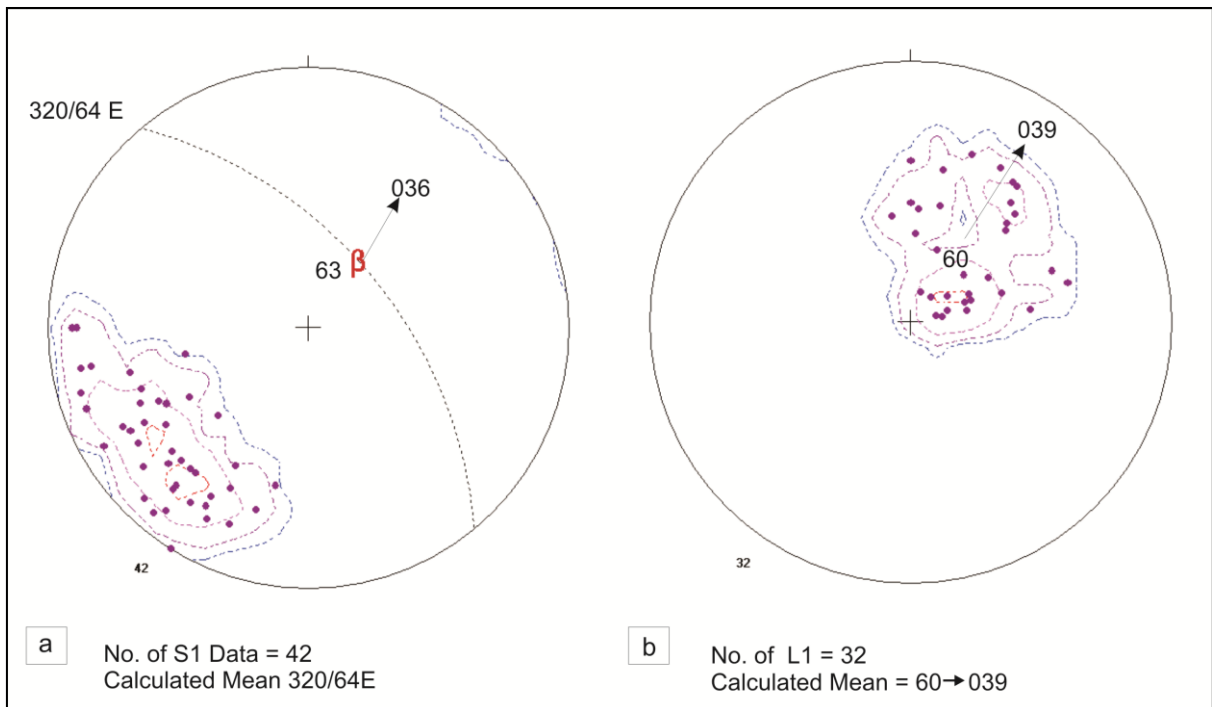 320/64 E
036
63 β
42
a
No. of S1 Data = 42
Calculated Mean 320/64E
039
60
32
b
No. of L1 = 32
Calculated Mean = 60→039